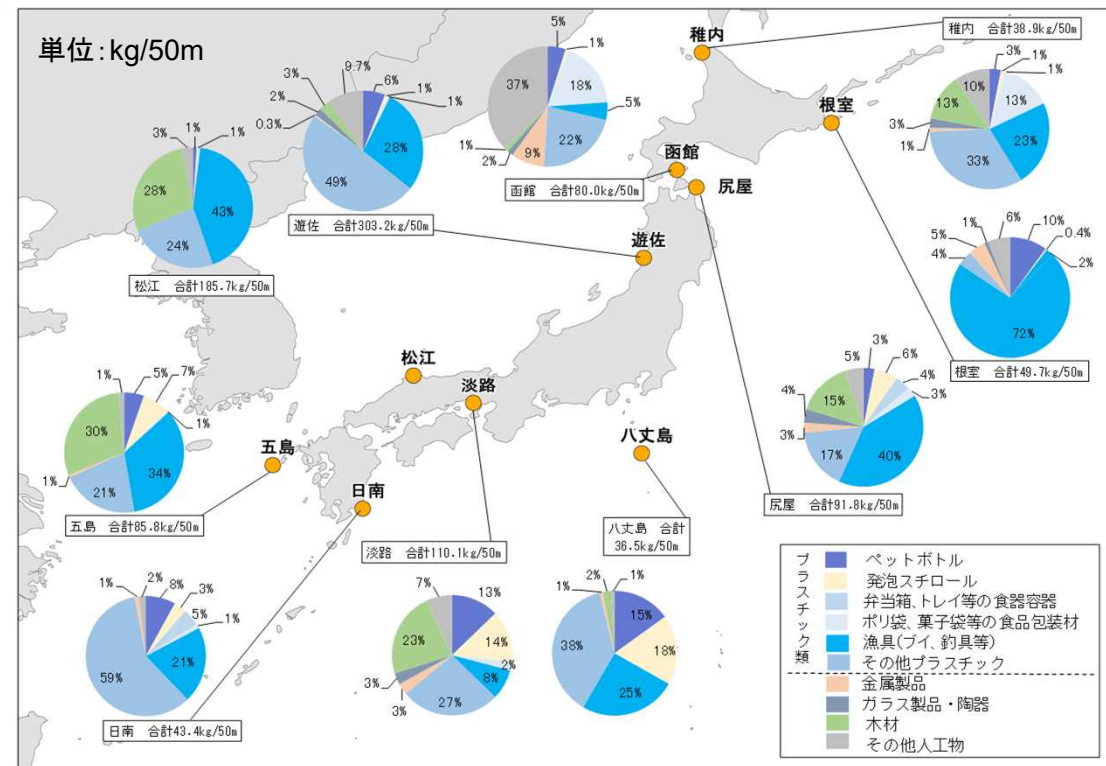 単位:kg/50m
稚内
稚内　合計38.9kg/50m
3%
1%
1%
13%
23%
33%
1%
3%
13%
10%
根室
函館
尻屋
函館　合計80.0kg/50m
5%
1%
18%
5%
22%
9%
2%
1%
37%
遊佐
遊佐　合計303.2kg/50m
9.7%
6%
1%
1%
28%
49%
0.3%
2%
3%
松江　合計185.7kg/50m
3%
1%
1%
43%
24%
28%
根室　合計49.7kg/50m
6%
10%
0.4%
2%
72%
4%
5%
1%
松江
淡路
五島
日南
八丈島
五島　合計85.8kg/50m
1%
5%
7%
1%
34%
21%
1%
30%
尻屋　合計91.8kg/50m
5%
3%
6%
4%
3%
40%
17%
3%
4%
15%
日南　合計43.4kg/50m
1%
2%
8%
3%
5%
1%
21%
59%
淡路　合計110.1kg/50m
7%
13%
14%
2%
8%
27%
3%
3%
23%
八丈島　合計
36.5kg/50m
1%
2%
1%
15%
18%
25%
38%
プラスチック類
ペットボトル
発泡スチロール
弁当箱、トレイ等の食器容器
ポリ袋、菓子袋等の食品包装材
漁具(ブイ、釣具等)
その他プラスチック
金属製品
ガラス製品・陶器
木材
その他人工物